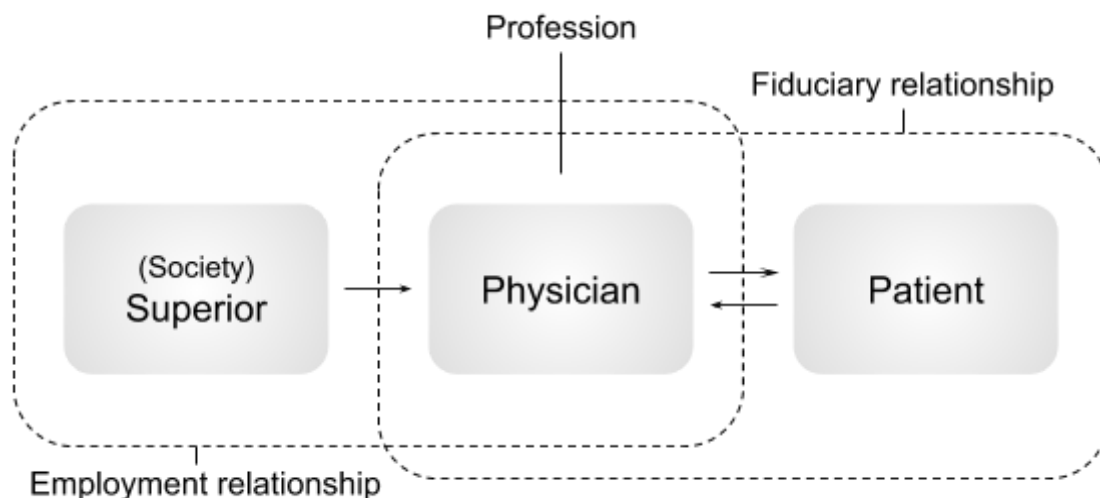 Profession
Fiduciary relationship
(Society)
Superior
Physician
Patient
Employment relationship